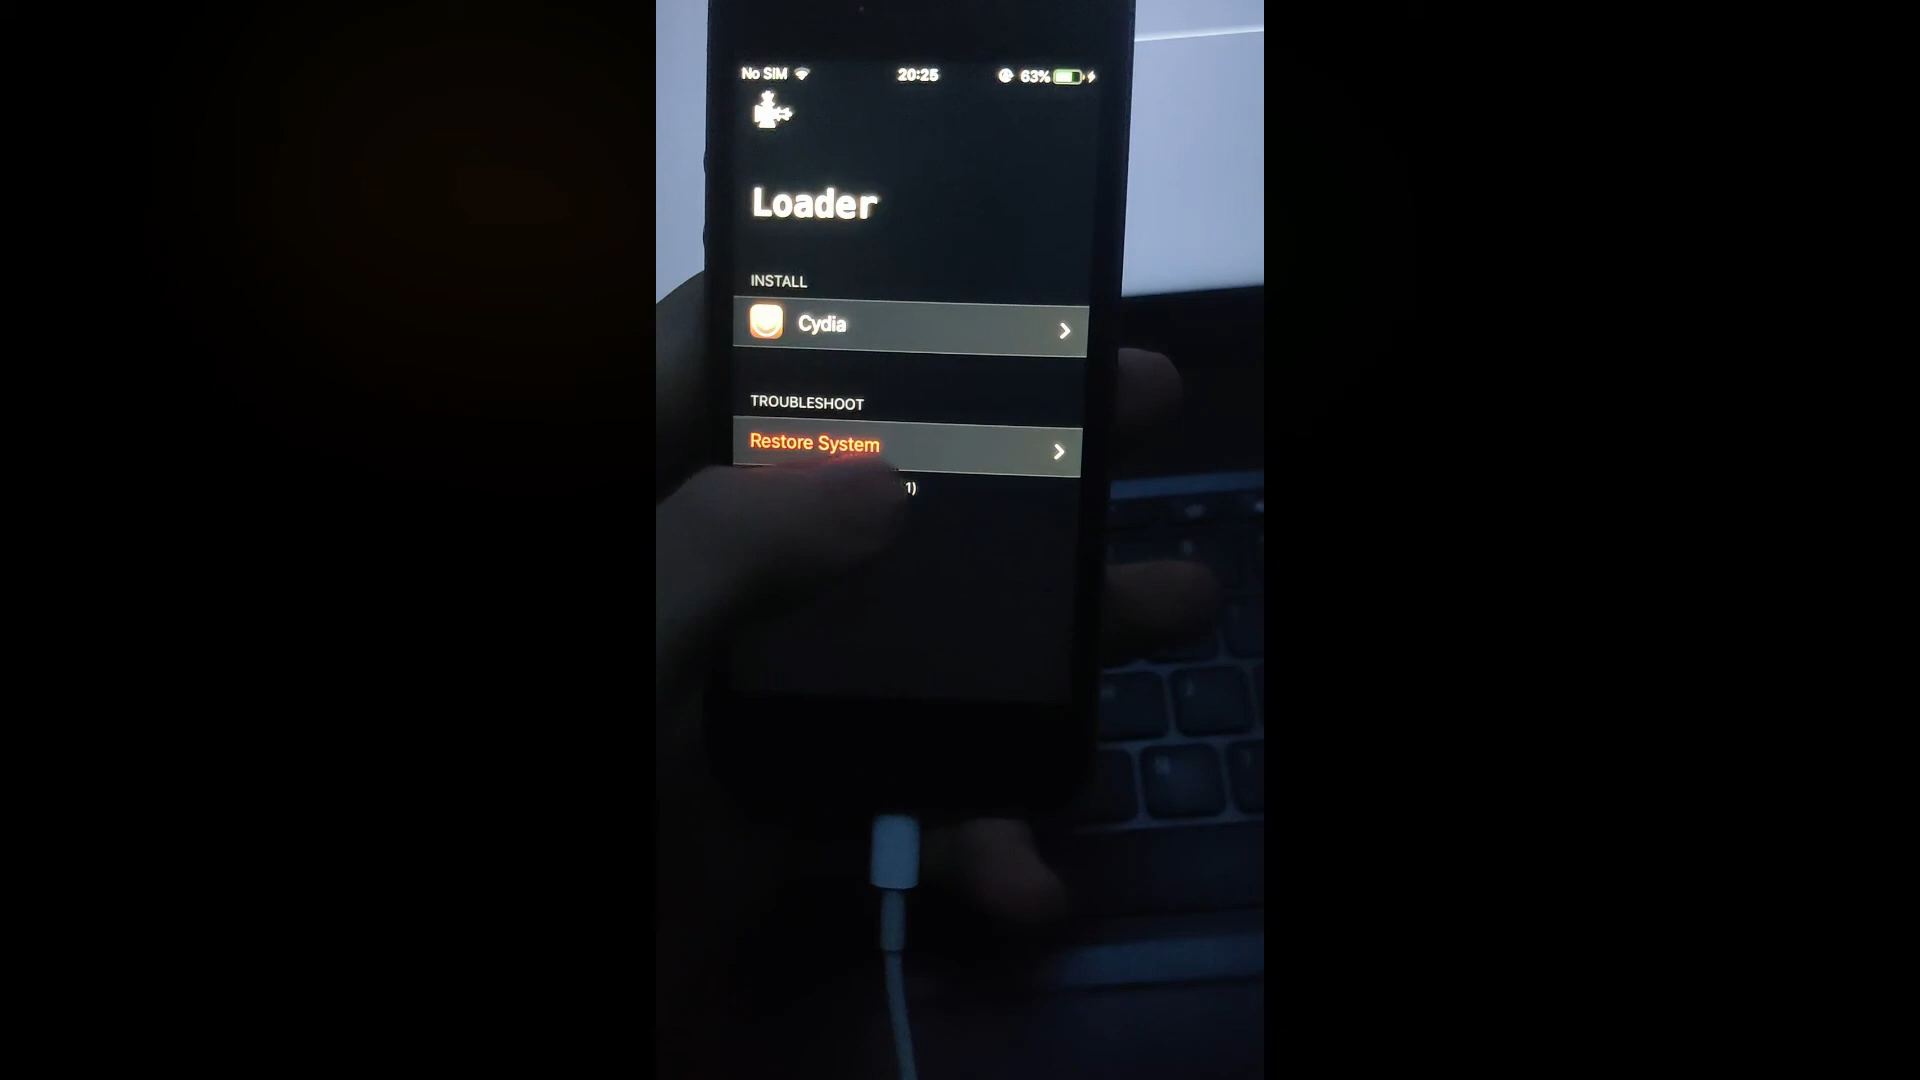 No SIM 20:25 63%
Loader
INSTALL
Cydia
TROUBLESHOOT
Restore System
1)